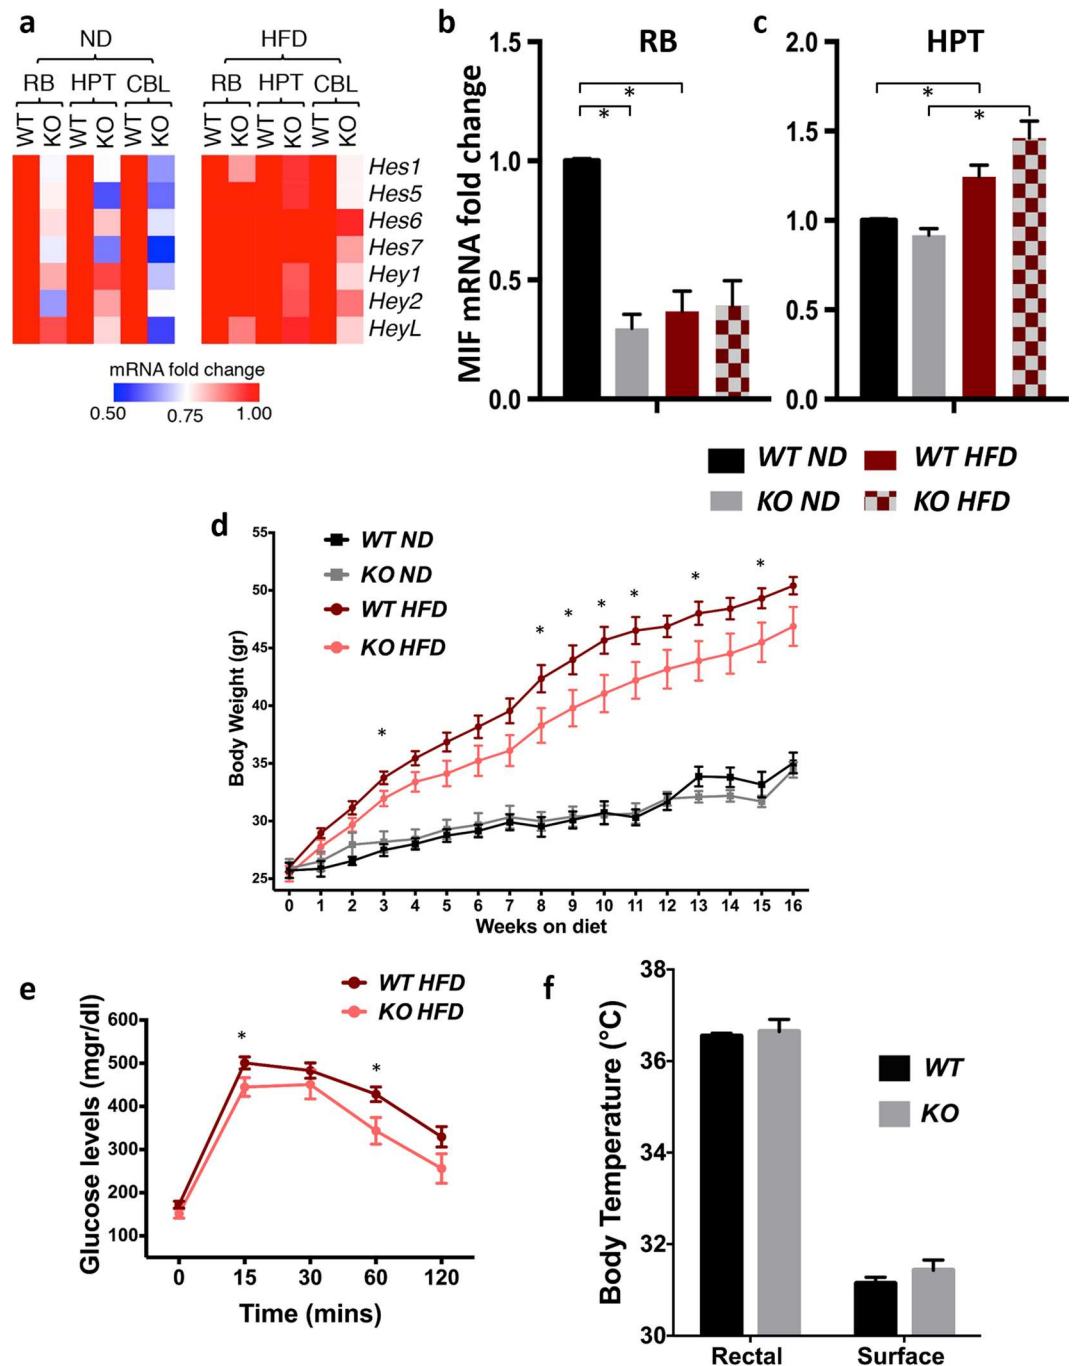 a
ND
HFD
RB HPT CBL
RB HPT CBL
WT KO WT KO WT KO
WT KO WT KO WT KO
Hes1
Hes5
Hes6
Hes7
Hey1
Hey2
HeyL
mRNA fold change
0.50 0.75 1.00
b
RB
MIF mRNA fold change
1.5
1.0
0.5
0.0
*
*
c
HPT
2.0
1.5
1.0
0.5
0.0
*
*
WT ND
WT HFD
KO ND
KO HFD
d
WT ND
KO ND
WT HFD
KO HFD
Body Weight (gr)
55
50
45
40
35
30
25
* * * * * * *
0 1 2 3 4 5 6 7 8 9 10 11 12 13 14 15 16
Weeks on diet
e
WT HFD
KO HFD
Glucose levels (mgr/dl)
600
500
400
300
200
100
* *
0 15 30 60 120
Time (mins)
f
Body Temperature (°C)
38
36
34
32
30
WT
KO
Rectal Surface